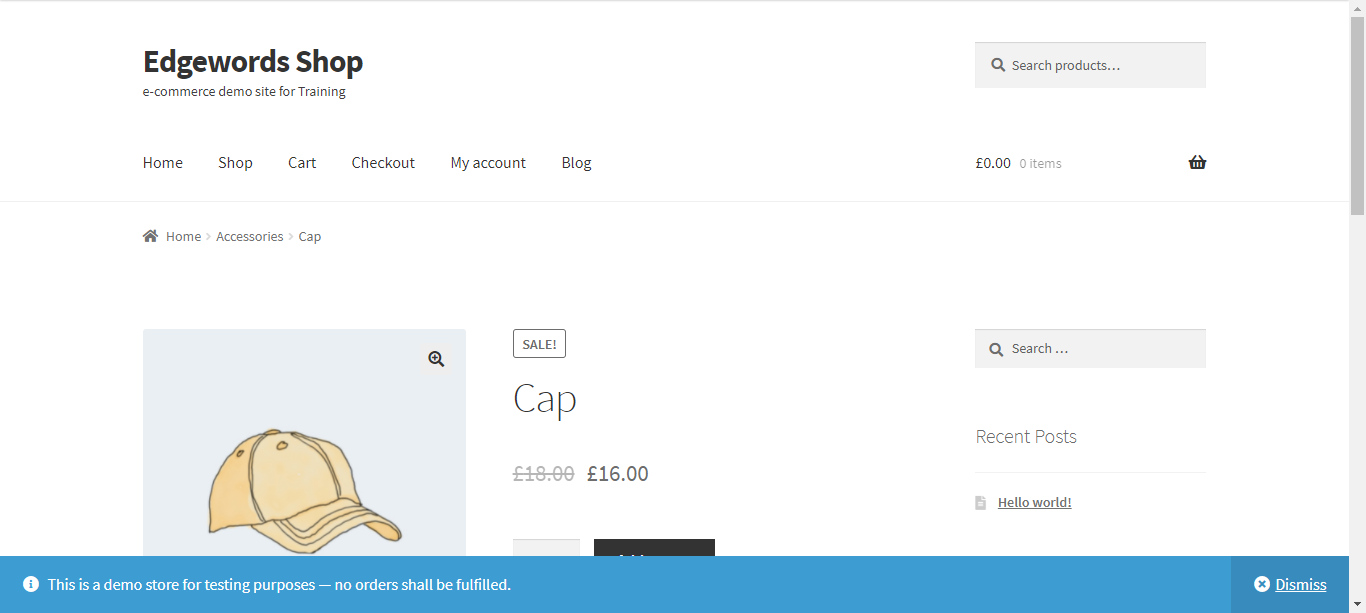 Edgewords Shop
e-commerce demo site for Training
Search products…
Home Shop Cart Checkout My account Blog
£0.00 0 items
Home Accessories Cap
SALE!
Cap
£18.00 £16.00
Search …
Recent Posts
Hello world!
This is a demo store for testing purposes — no orders shall be fulfilled.
Dismiss